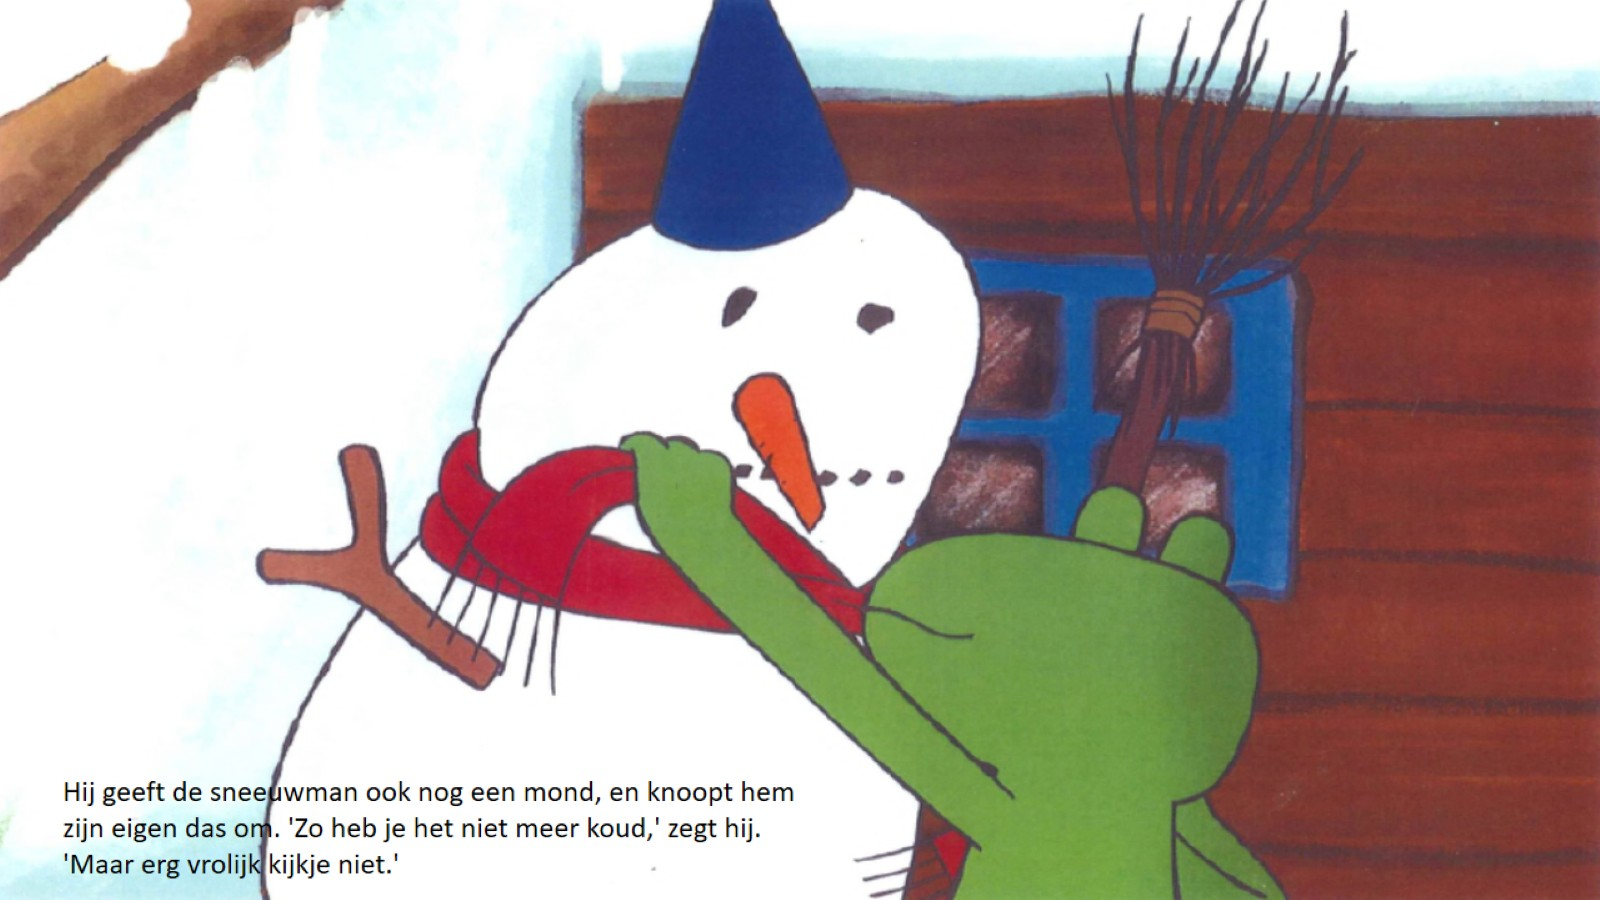 Hij geeft de sneeuwman ook nog een mond, en knoopt hem
zijn eigen das om. 'Zo heb je het niet meer koud,' zegt hij.
'Maar erg vrolijk kijkje niet.'